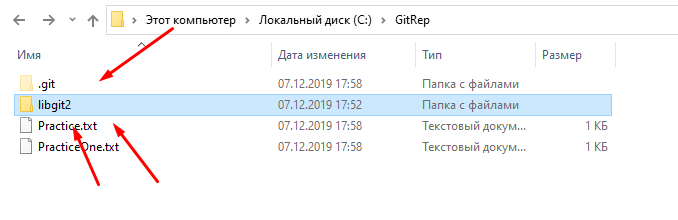 Этот компьютер > Локальный диск (C:) > GitRep
Имя Дата изменения Тип Размер
.git 07.12.2019 17:58 Папка с файлами
libgit2 07.12.2019 17:52 Папка с файлами
Practice.txt 07.12.2019 17:58 Текстовый докум... 1 КБ
PracticeOne.txt 07.12.2019 17:58 Текстовый докум... 1 КБ